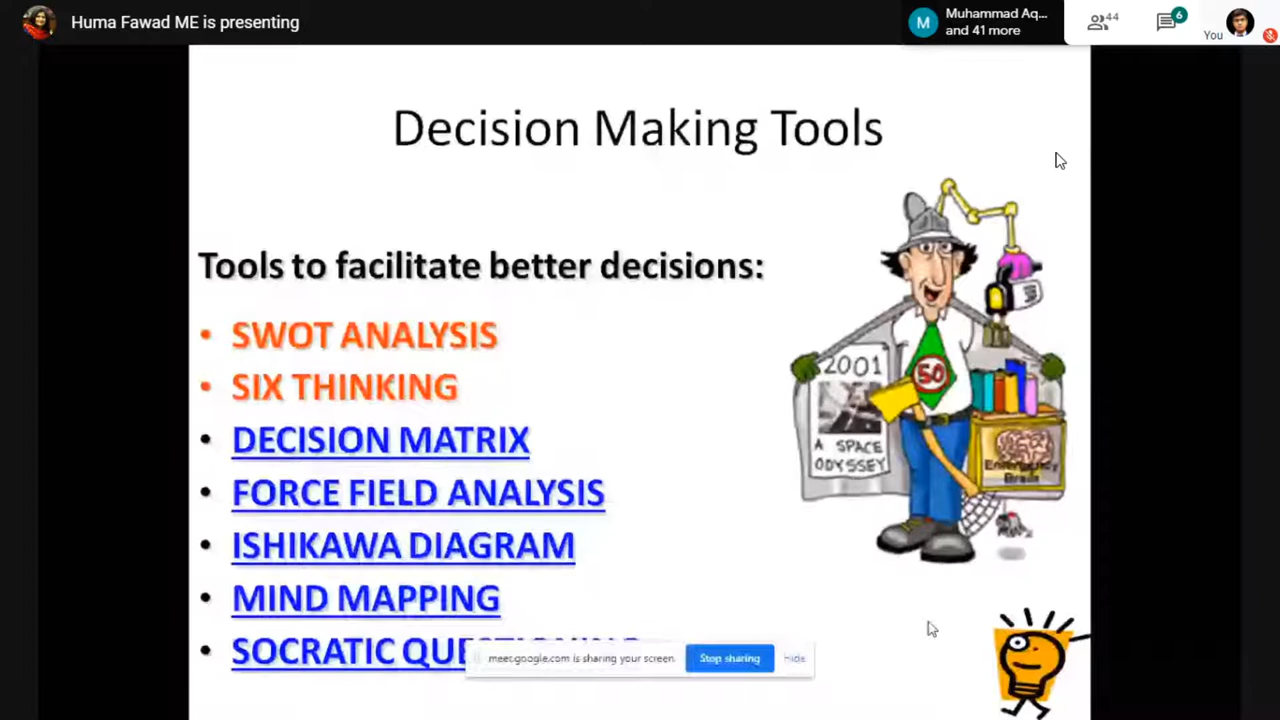 Huma Fawad ME is presenting
M
Muhammad Aq...
and 41 more
44
6
You
Decision Making Tools
Tools to facilitate better decisions:
• SWOT ANALYSIS
• SIX THINKING
• DECISION MATRIX
• FORCE FIELD ANALYSIS
• ISHIKAWA DIAGRAM
• MIND MAPPING
• SOCRATIC
2001
A SPACE
ODYSSEY
50
Emergency
Brain
meet.google.com is sharing your screen.
Stop sharing
Hide